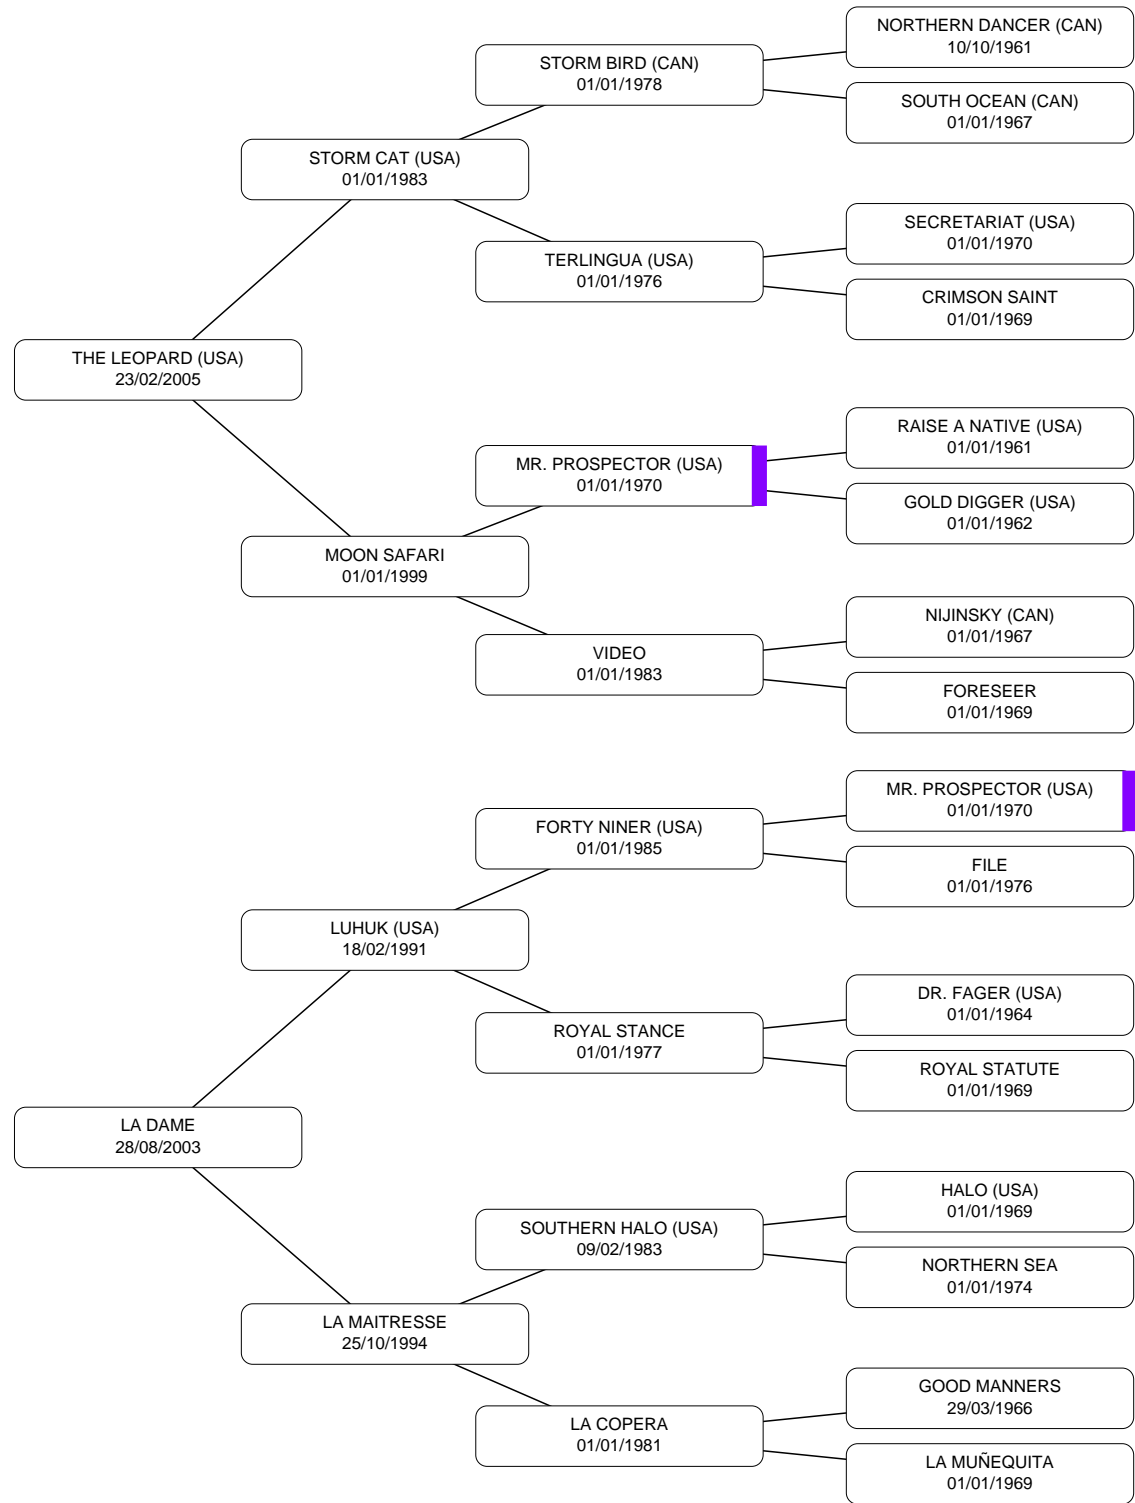 NORTHERN DANCER (CAN)
10/10/1961
STORM BIRD (CAN)
01/01/1978
SOUTH OCEAN (CAN)
01/01/1967
STORM CAT (USA)
01/01/1983
SECRETARIAT (USA)
01/01/1970
TERLINGUA (USA)
01/01/1976
CRIMSON SAINT
01/01/1969
THE LEOPARD (USA)
23/02/2005
RAISE A NATIVE (USA)
01/01/1961
MR. PROSPECTOR (USA)
01/01/1970
GOLD DIGGER (USA)
01/01/1962
MOON SAFARI
01/01/1999
NIJINSKY (CAN)
01/01/1967
VIDEO
01/01/1983
FORESEER
01/01/1969
MR. PROSPECTOR (USA)
01/01/1970
FORTY NINER (USA)
01/01/1985
FILE
01/01/1976
LUHUK (USA)
18/02/1991
DR. FAGER (USA)
01/01/1964
ROYAL STANCE
01/01/1977
ROYAL STATUTE
01/01/1969
LA DAME
28/08/2003
HALO (USA)
01/01/1969
SOUTHERN HALO (USA)
09/02/1983
NORTHERN SEA
01/01/1974
LA MAITRESSE
25/10/1994
GOOD MANNERS
29/03/1966
LA COPERA
01/01/1981
LA MUÑEQUITA
01/01/1969